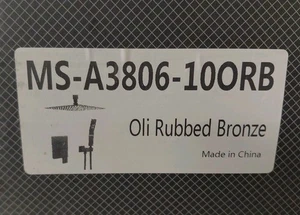 MS-A3806-10ORB
Oli Rubbed Bronze
Made in China